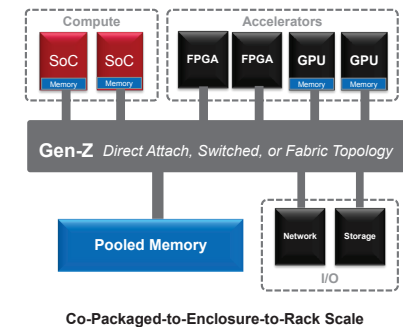 Compute
Accelerators
SoC
SoC
FPGA
FPGA
GPU
GPU
Memory
Memory
Memory
Memory
Gen-Z Direct Attach, Switched, or Fabric Topology
Pooled Memory
Network
Storage
I/O
Co-Packaged-to-Enclosure-to-Rack Scale